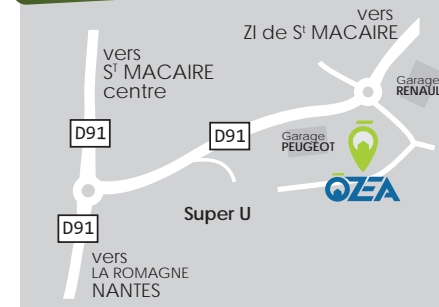 vers
ZI de Sᵗ MACAIRE
vers
Sᵀ MACAIRE
centre
Garage
RENAUL
D91
D91
Garage
PEUGEOT
ŌZEA
Super U
D91
vers
LA ROMAGNE
NANTES